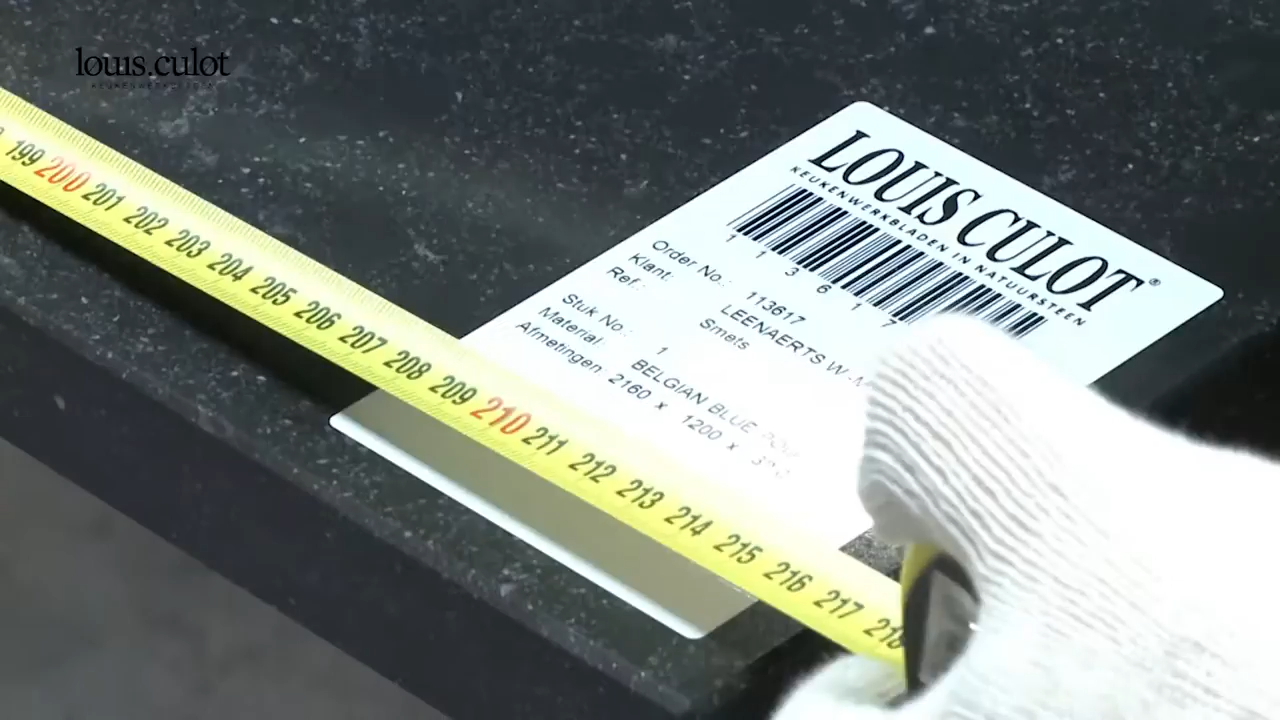 louis.culot
KEUKENWERKBLADEN
199 200 201 202 203 204 205 206 207 208 209 210 211 212 213 214 215 216 217 218
LOUIS CULOT®
KEUKENWERKBLADEN IN NATUURSTEEN
1 1 3 6 1 7
Order No.: 113617
Klant: LEENAERTS W.-
Ref.: Smets
Stuk No.: 1
Material BELGIAN BLUE
Afmetingen: 2160 x 1200 x